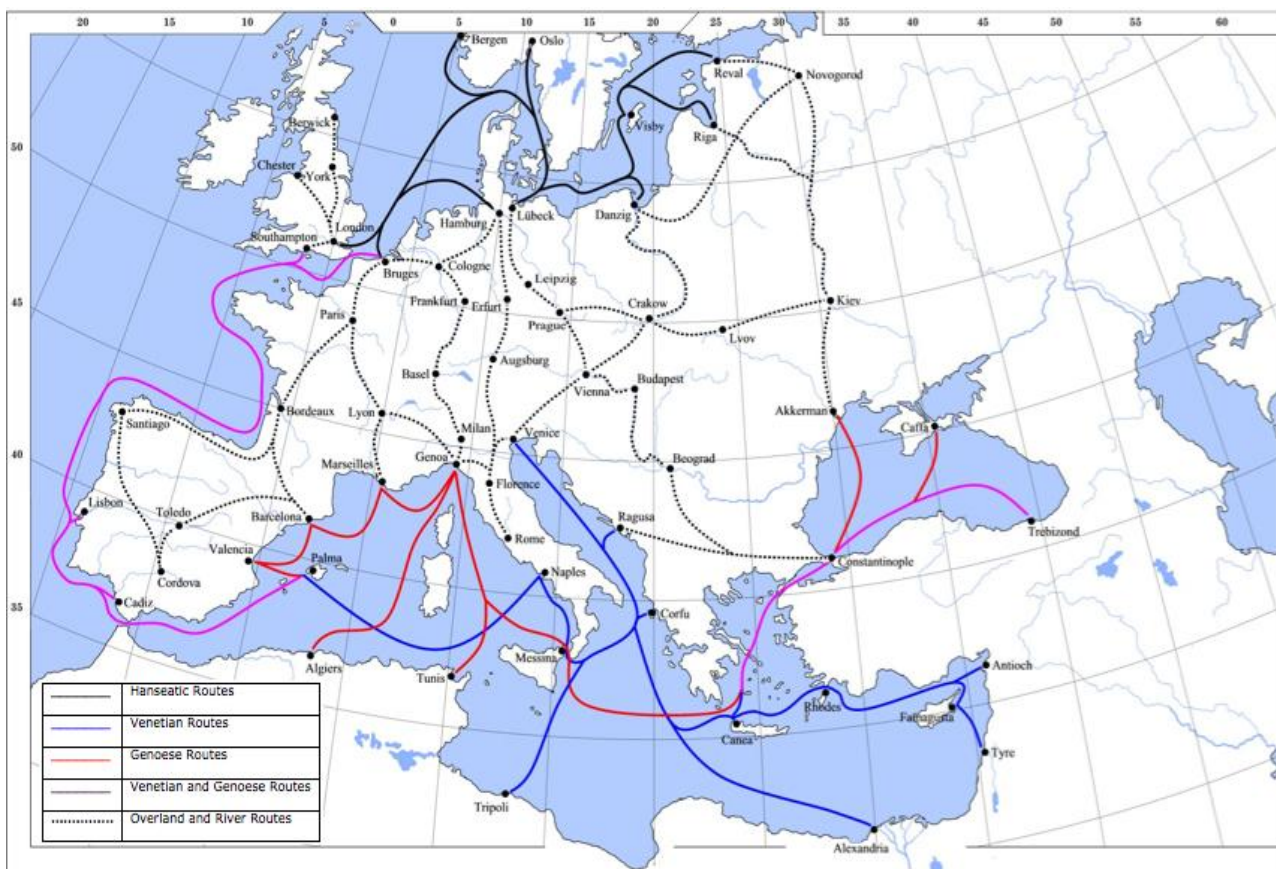 20 15 10 5 0 5 10 15 20 25 30 35 40 45 50 55 60
Bergen
Oslo
Reval
Novogorod
Berwick
Visby
Riga
50
Chester
York
Danzig
Hamburg
Lübeck
London
Southampton
Bruges
Cologne
Leipzig
45
Frankfurt
Erfurt
Crakow
Kiev
Paris
Prague
Lvov
Augsburg
Basel
Vienna
Budapest
Bordeaux
Lyon
Akkerman
Santiago
Milan
Venice
Caffa
40
Genoa
Marseilles
Beograd
Florence
Lisbon
Toledo
Barcelona
Ragusa
Trebizond
Rome
Valencia
Palma
Constantinople
Cordova
Naples
35
Cadiz
Corfu
Messina
Algiers
Tunis
Antioch
Rhodes
Famagusta
Canea
Tyre
Tripoli
Alexandria
Hanseatic Routes
Venetian Routes
Genoese Routes
Venetian and Genoese Routes
Overland and River Routes